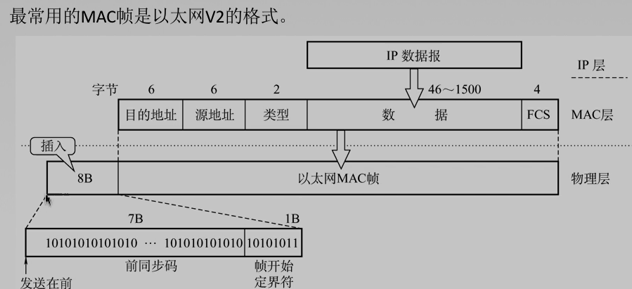 最常用的MAC帧是以太网V2的格式。
IP 数据报
IP 层
字节 6 6 2 46～1500 4
目的地址 源地址 类型 数 据 FCS MAC层
插入
8B 以太网MAC帧 物理层
7B 1B
10101010101010 … 101010101010 10101011
前同步码 帧开始
定界符
发送在前